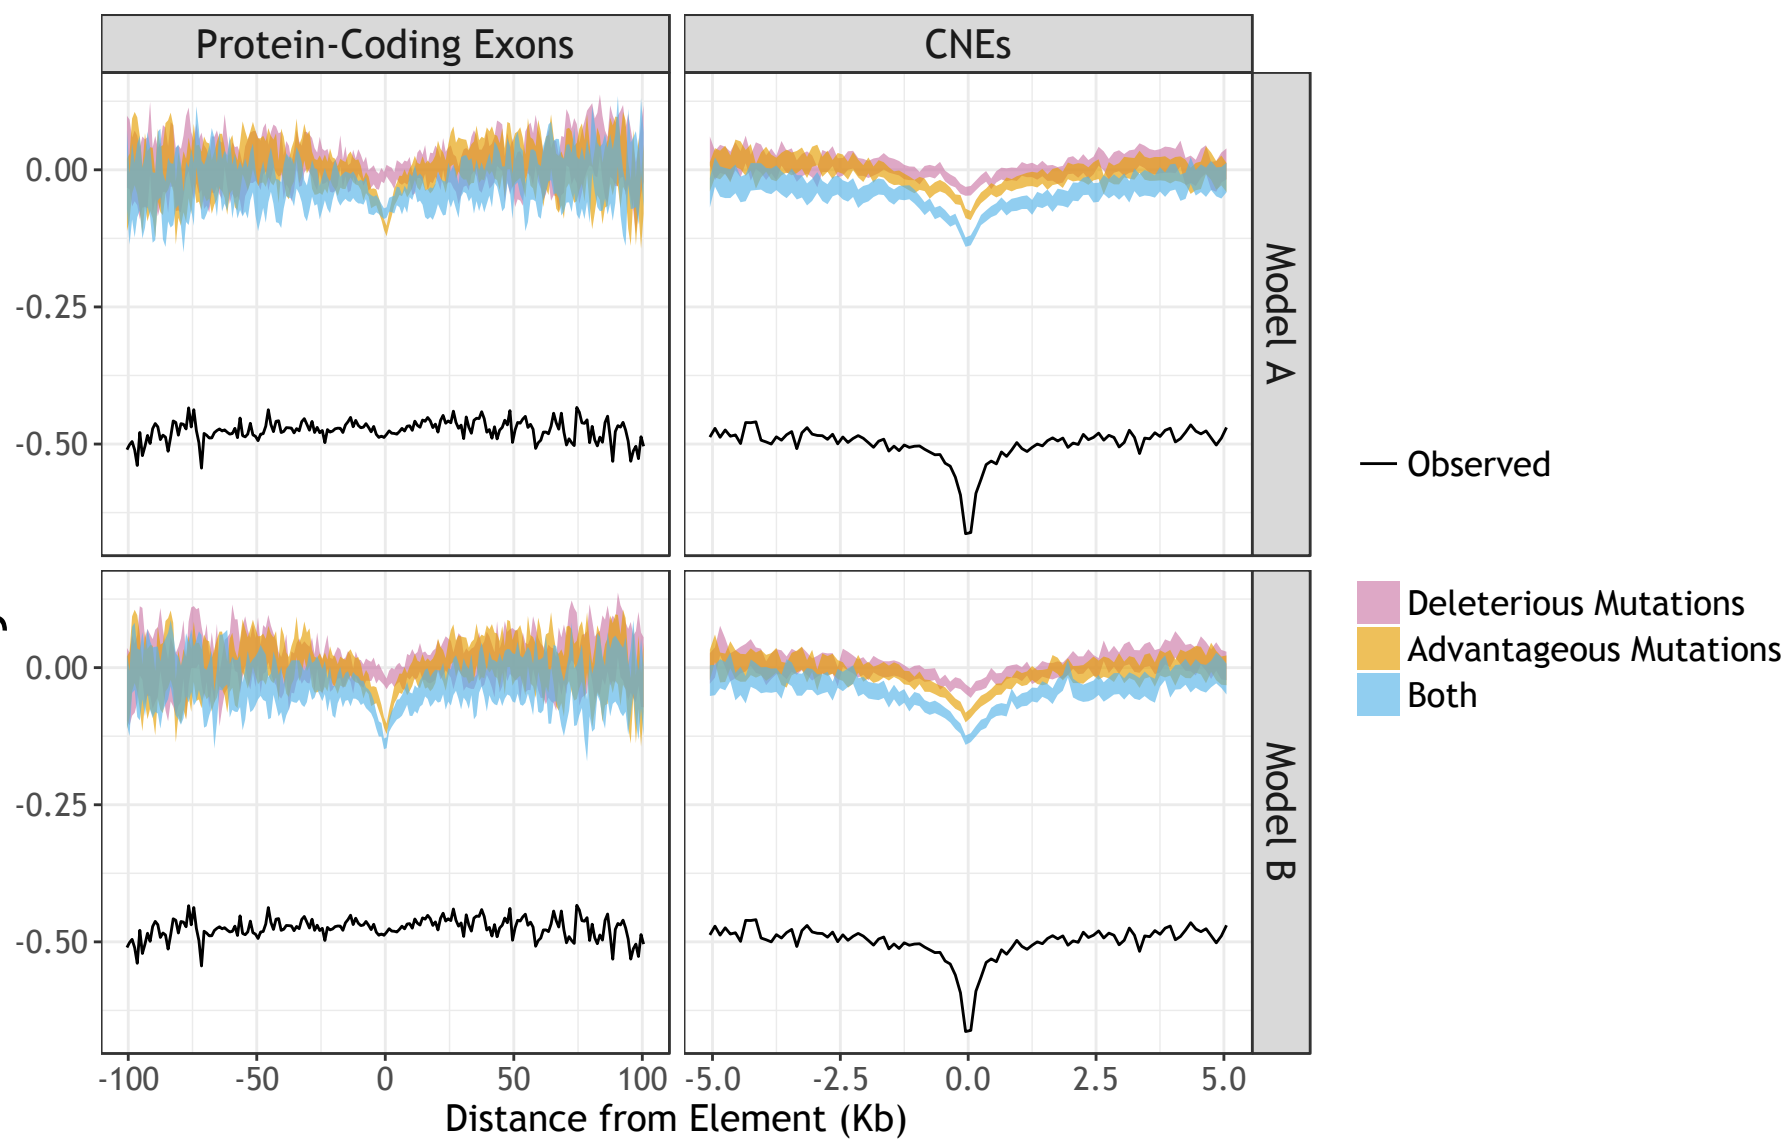 Protein-Coding Exons
CNEs
0.00
-0.25
-0.50
Model A
0.00
-0.25
-0.50
Model B
-100
-50
0
50
100
-5.0
-2.5
0.0
2.5
5.0
Distance from Element (Kb)
Observed
Deleterious Mutations
Advantageous Mutations
Both